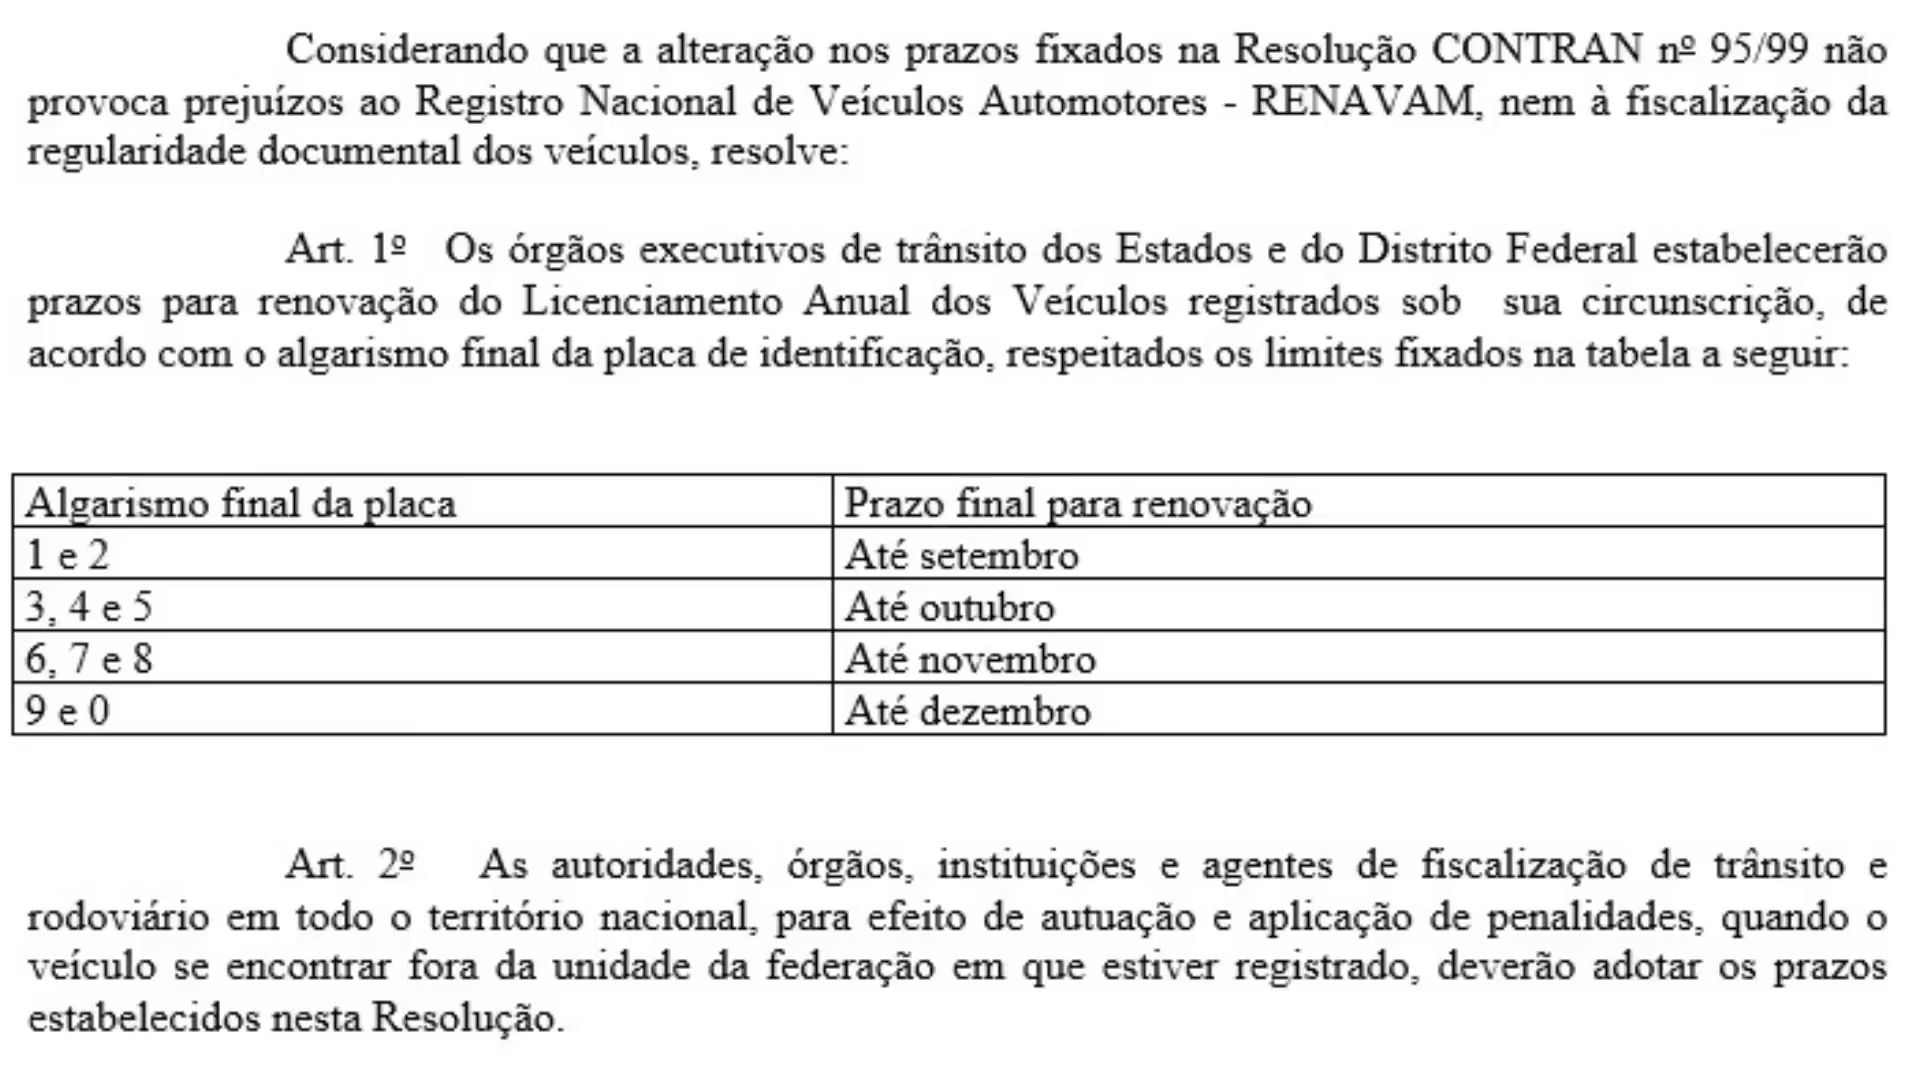 Considerando que a alteração nos prazos fixados na Resolução CONTRAN nº 95/99 não
provoca prejuízos ao Registro Nacional de Veículos Automotores - RENAVAM, nem à fiscalização da
regularidade documental dos veículos, resolve:
Art. 1º Os órgãos executivos de trânsito dos Estados e do Distrito Federal estabelecerão
prazos para renovação do Licenciamento Anual dos Veículos registrados sob sua circunscrição, de
acordo com o algarismo final da placa de identificação, respeitados os limites fixados na tabela a seguir:
Algarismo final da placa Prazo final para renovação
1 e 2 Até setembro
3, 4 e 5 Até outubro
6, 7 e 8 Até novembro
9 e 0 Até dezembro
Art. 2º As autoridades, órgãos, instituições e agentes de fiscalização de trânsito e
rodoviário em todo o território nacional, para efeito de autuação e aplicação de penalidades, quando o
veículo se encontrar fora da unidade da federação em que estiver registrado, deverão adotar os prazos
estabelecidos nesta Resolução.